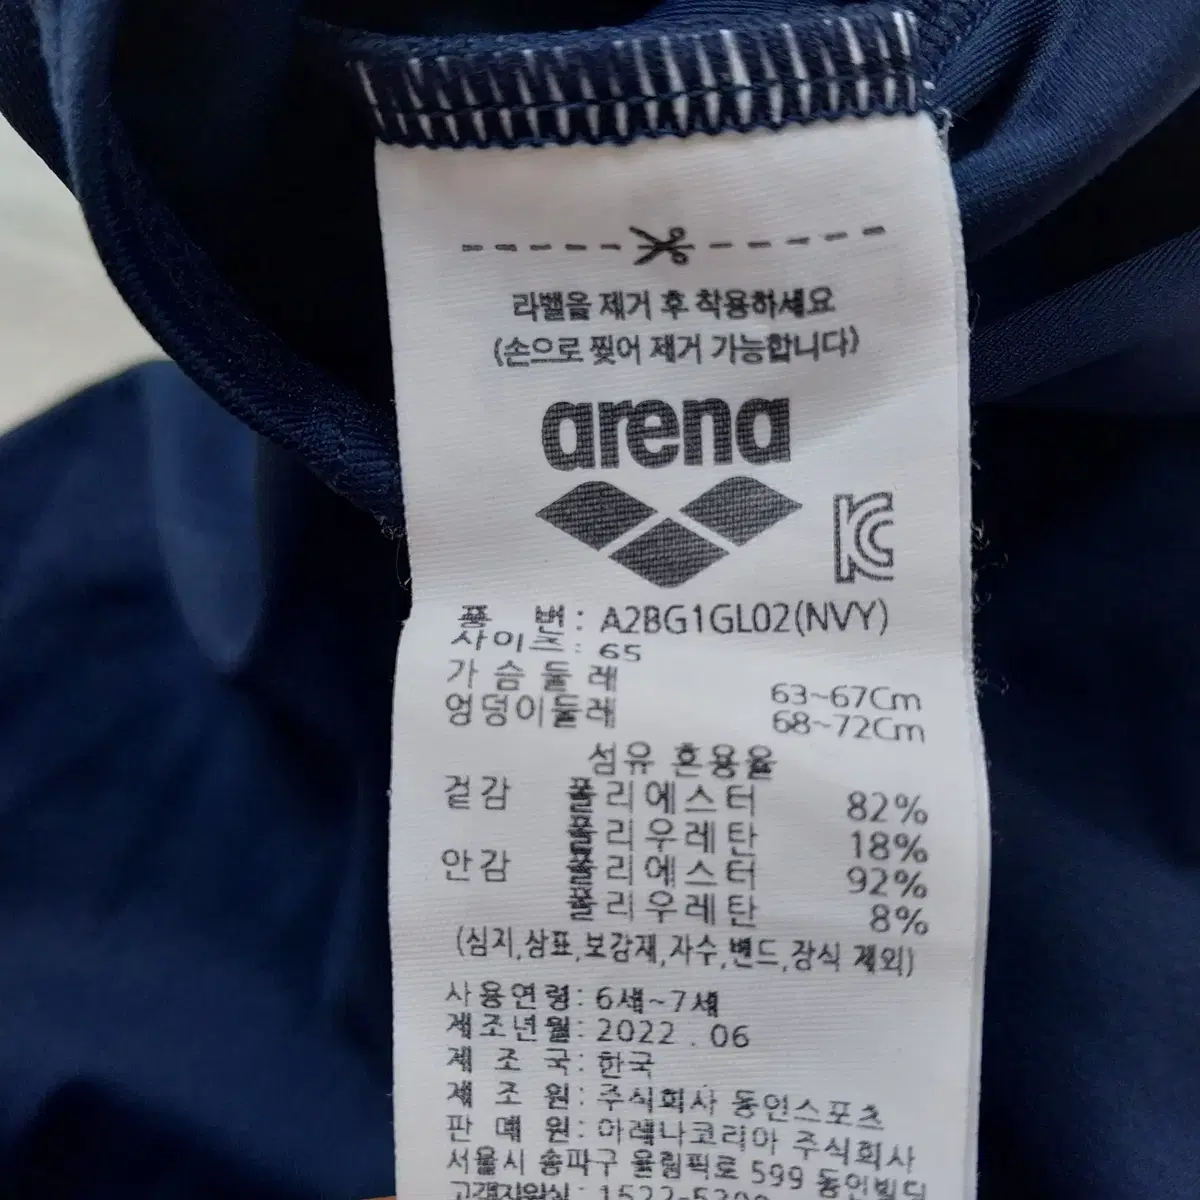 라벨을 제거 후 착용하세요
(손으로 찢어 제거 가능합니다)
arena
KC
품 번: A2BG1GL02(NVY)
사이즈: 65
가슴둘레 63~67Cm
엉덩이둘레 68~72Cm
섬유 혼용율
겉감 폴리에스터 82%
폴리우레탄 18%
안감 폴리에스터 92%
폴리우레탄 8%
(심지,상표,보강재,자수,밴드,장식 제외)
사용연령: 6세~7세
제조년월: 2022.06
제 조 국: 한국
제 조 원: 주식회사 동인스포츠
판 매 원: 아레나코리아 주식회사
서울시 송파구 올림픽로 599 동인빌딩
고객지원실: 1522-